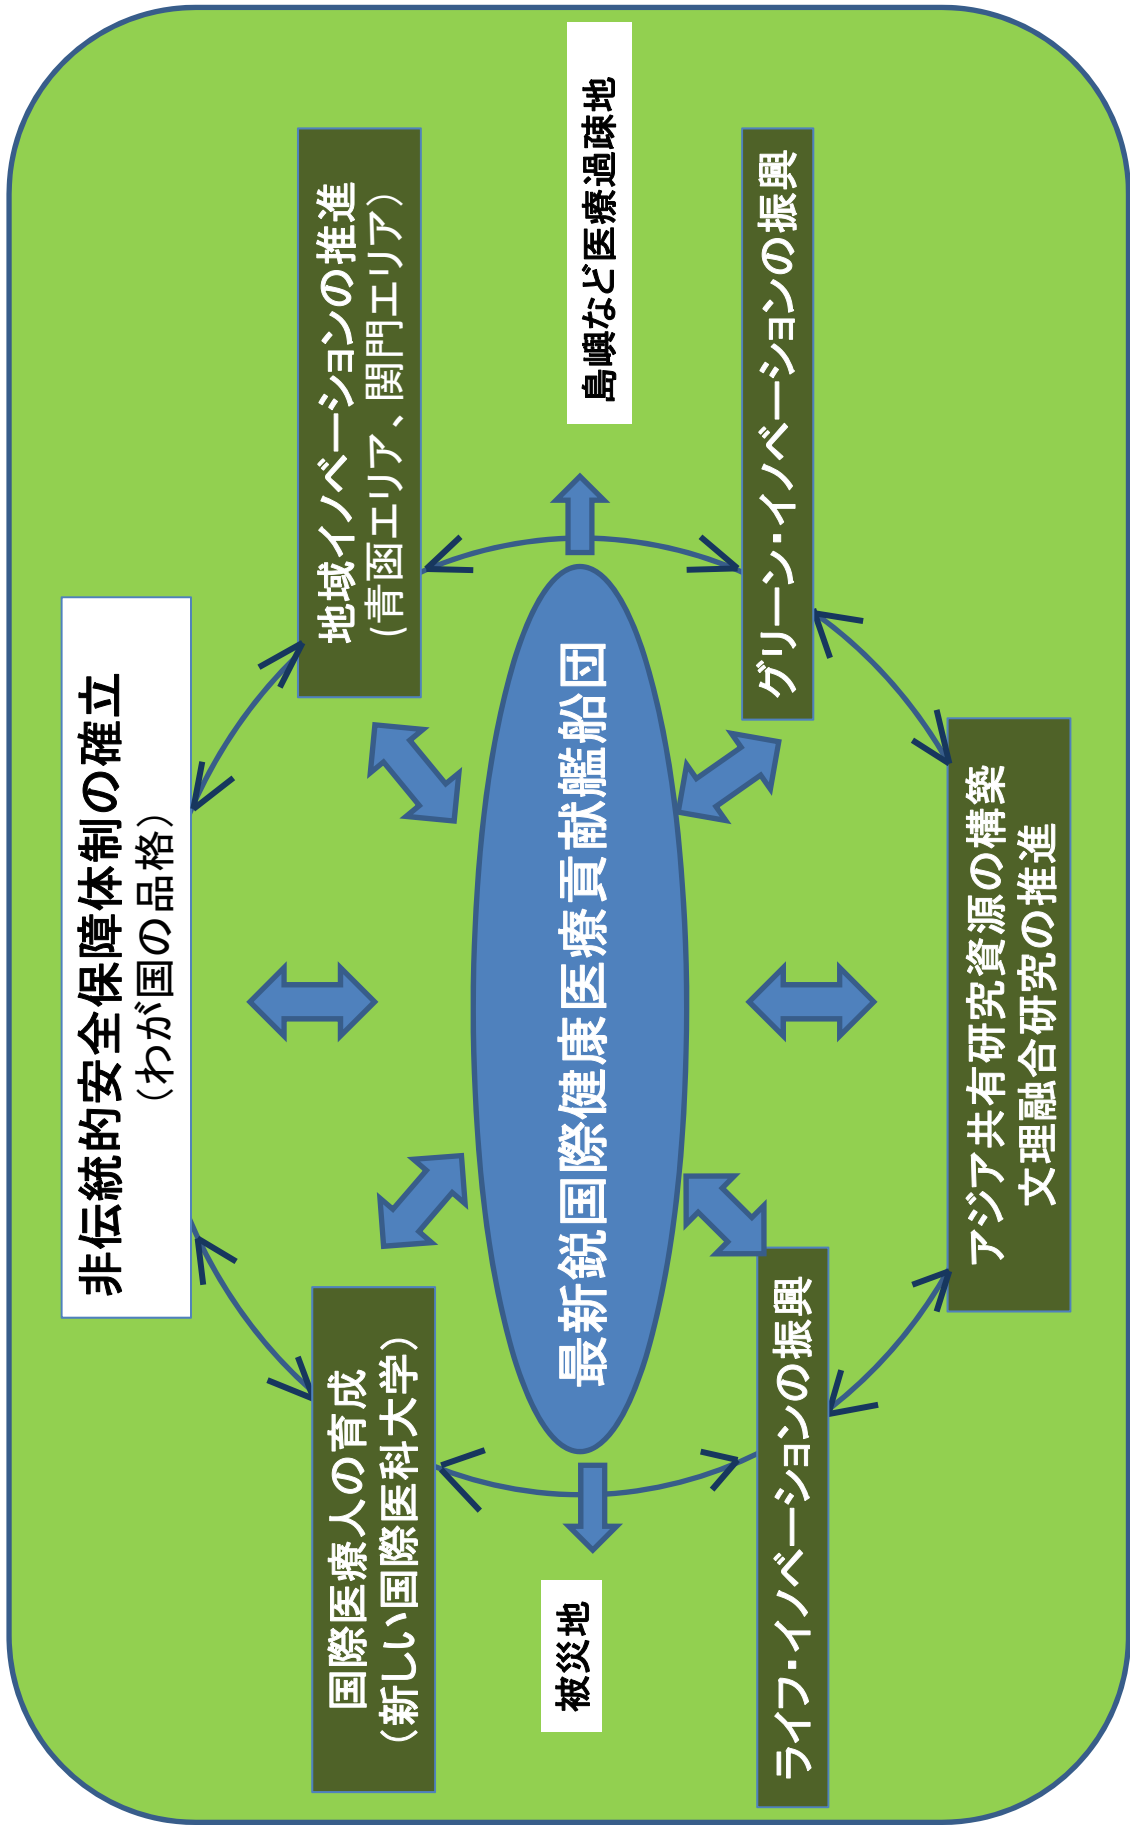 非伝統的安全保障体制の確立
（わが国の品格）
国際医療人の育成
（新しい国際医科大学）
地域イノベーションの推進
（青函エリア、関門エリア）
最新鋭国際健康医療貢献艦船団
被災地
島嶼など医療過疎地
ライフ・イノベーションの振興
グリーン・イノベーションの振興
アジア共有研究資源の構築
文理融合研究の推進